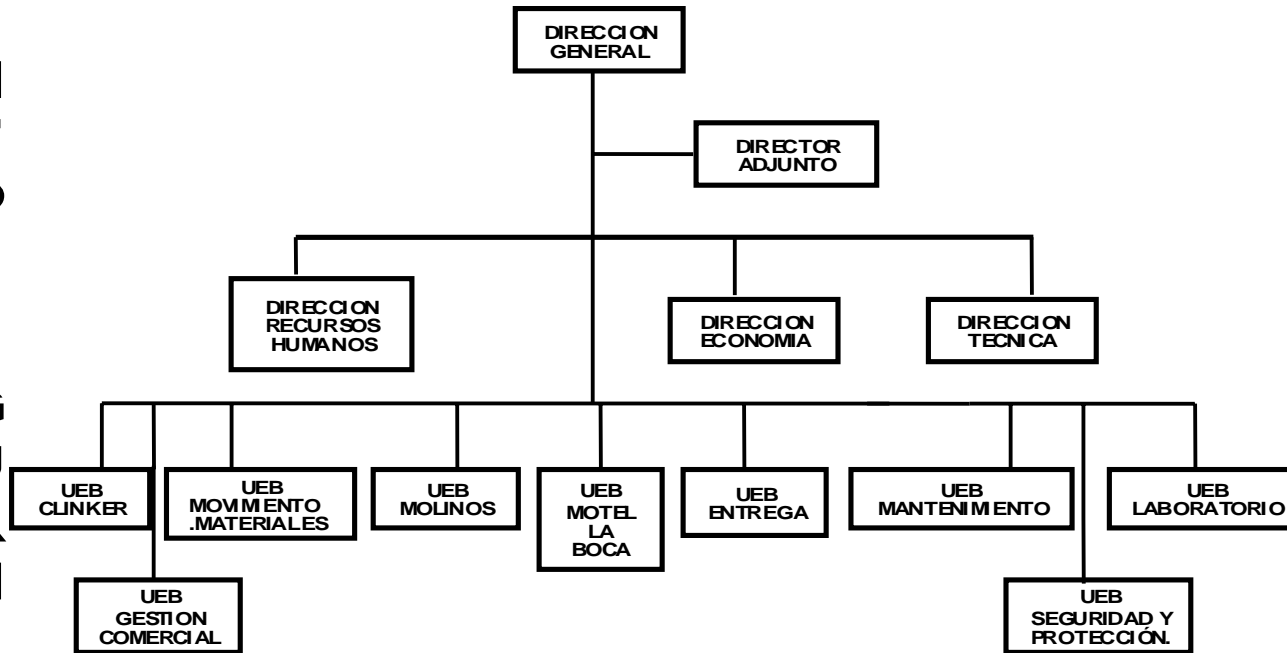 DIRECCION
GENERAL
DIRECTOR
ADJUNTO
DIRECCION
RECURSOS
HUMANOS
DIRECCION
ECONOMIA
DIRECCION
TECNICA
UEB
CLINKER
UEB
MOVIMIENTO
.MATERIALES
UEB
MOLINOS
UEB
MOTEL
LA
BOCA
UEB
ENTREGA
UEB
MANTENIMIENTO
UEB
LABORATORIO
UEB
GESTION
COMERCIAL
UEB
SEGURIDAD Y
PROTECCIÓN.